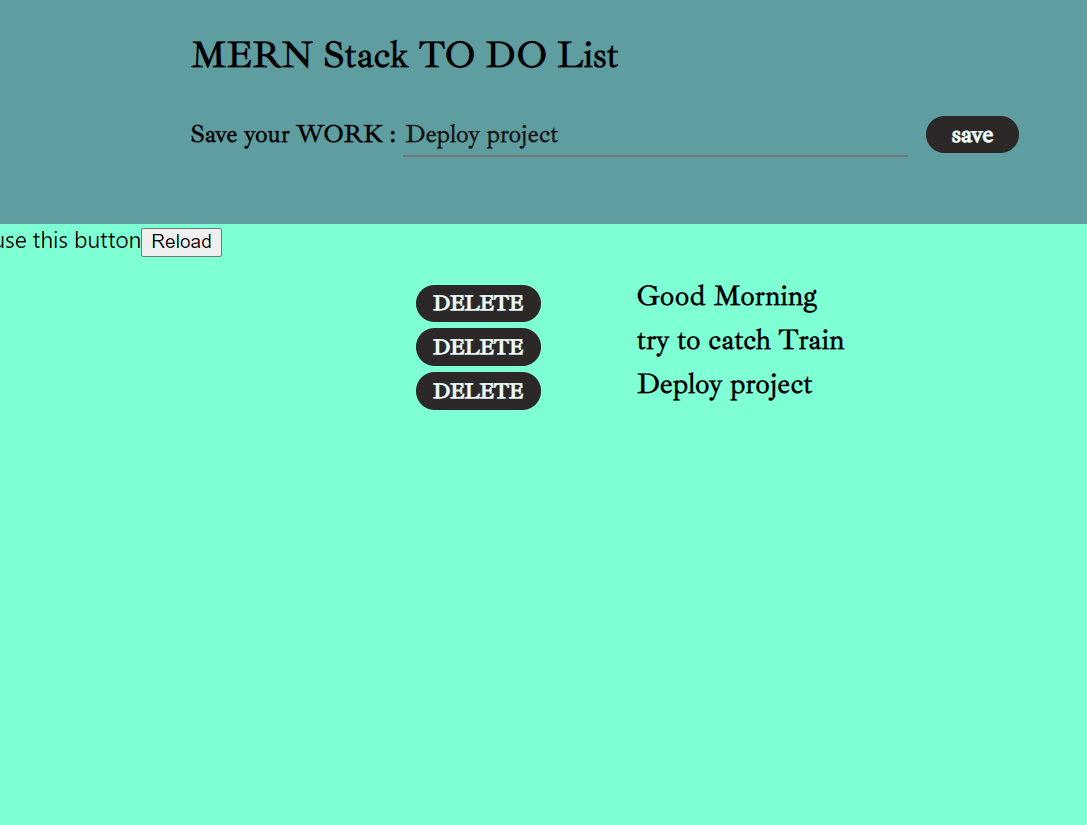 MERN Stack TO DO List
Save your WORK : Deploy project save
use this button Reload
DELETE Good Morning
DELETE try to catch Train
DELETE Deploy project